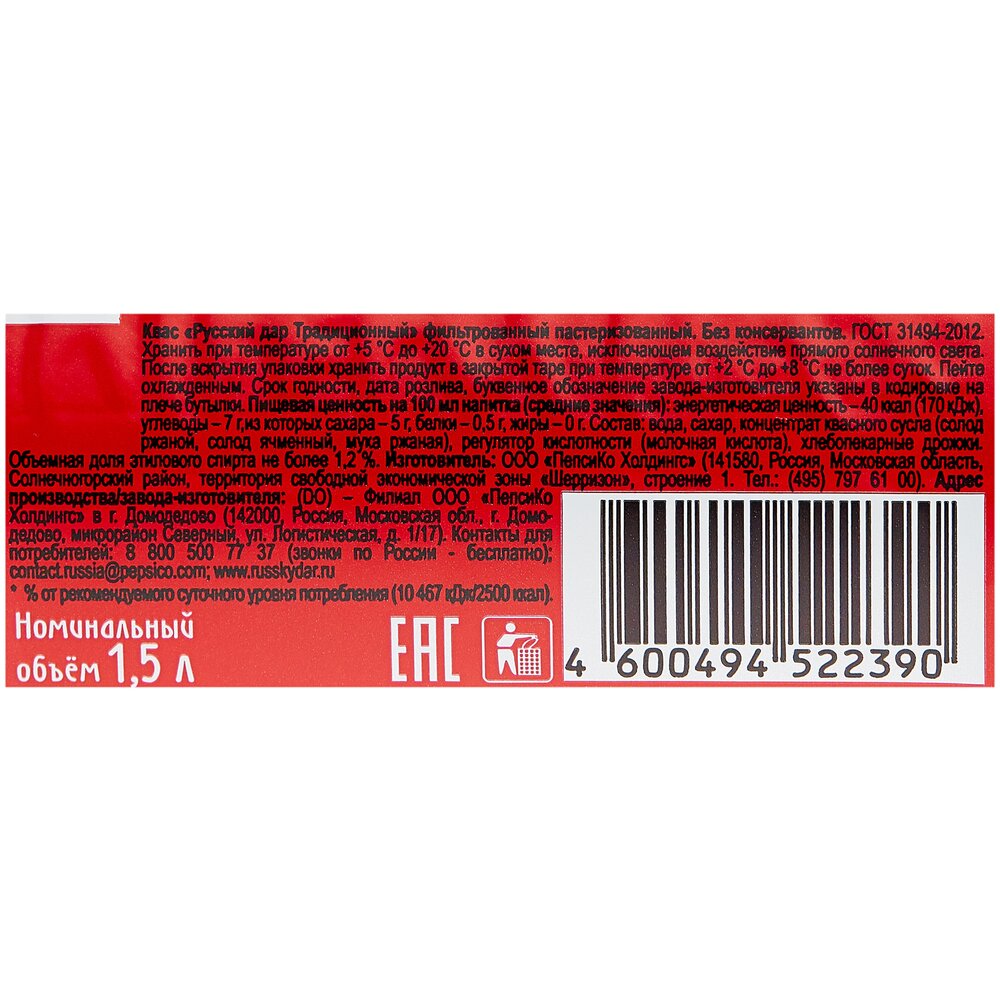 Квас «Русский дар Традиционный» фильтрованный пастеризованный. Без консервантов. ГОСТ 31494-2012.
Хранить при температуре от +5 °С до +20 °С в сухом месте, исключающем воздействие прямого солнечного света.
После вскрытия упаковки хранить продукт в закрытой таре при температуре от +2 °С до +8 °С не более суток. Пейте
охлажденным. Срок годности, дата розлива, буквенное обозначение завода-изготовителя указаны в кодировке на
плече бутылки. Пищевая ценность на 100 мл напитка (средние значения): энергетическая ценность – 40 ккал (170 кДж),
углеводы – 7 г, из которых сахара – 5 г, белки – 0,5 г, жиры – 0 г. Состав: вода, сахар, концентрат квасного сусла (солод
ржаной, солод ячменный, мука ржаная), регулятор кислотности (молочная кислота), хлебопекарные дрожжи.
Объемная доля этилового спирта не более 1,2 %. Изготовитель: ООО «ПепсиКо Холдингс» (141580, Россия, Московская область,
Солнечногорский район, территория свободной экономической зоны «Шерризон», строение 1. Тел.: (495) 797 61 00). Адрес
производства/завода-изготовителя: (DO) – Филиал ООО «ПепсиКо
Холдингс» в г. Домодедово (142000, Россия, Московская обл., г. Домо-
дедово, микрорайон Северный, ул. Логистическая, д. 1/17). Контакты для
потребителей: 8 800 500 77 37 (звонки по России - бесплатно);
contact.russia@pepsico.com; www.russkydar.ru
* % от рекомендуемого суточного уровня потребления (10 467 кДж/2500 ккал).
Номинальный
объём 1,5 л
EAC
4 600494 522390